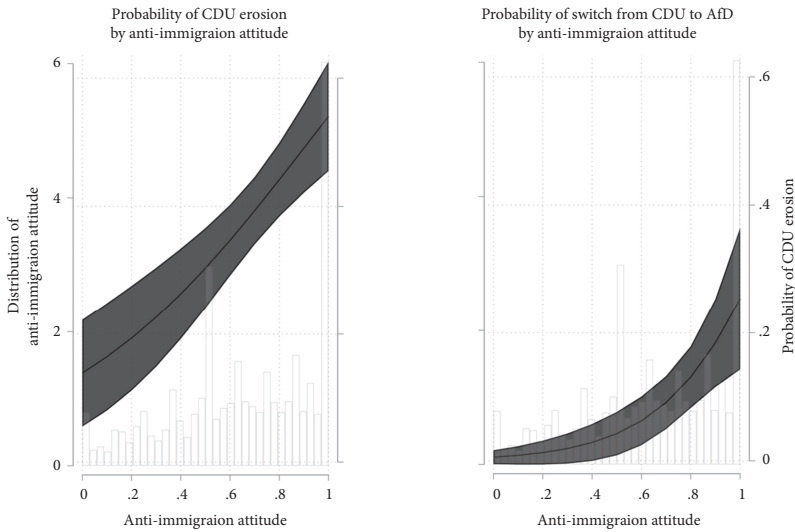 Probability of CDU erosion
by anti-immigraion attitude
6
4
2
0
Distribution of
anti-immigraion attitude
0 .2 .4 .6 .8 1
Anti-immigraion attitude
Probability of switch from CDU to AfD
by anti-immigraion attitude
.6
.4
.2
0
Probability of CDU erosion
0 .2 .4 .6 .8 1
Anti-immigraion attitude